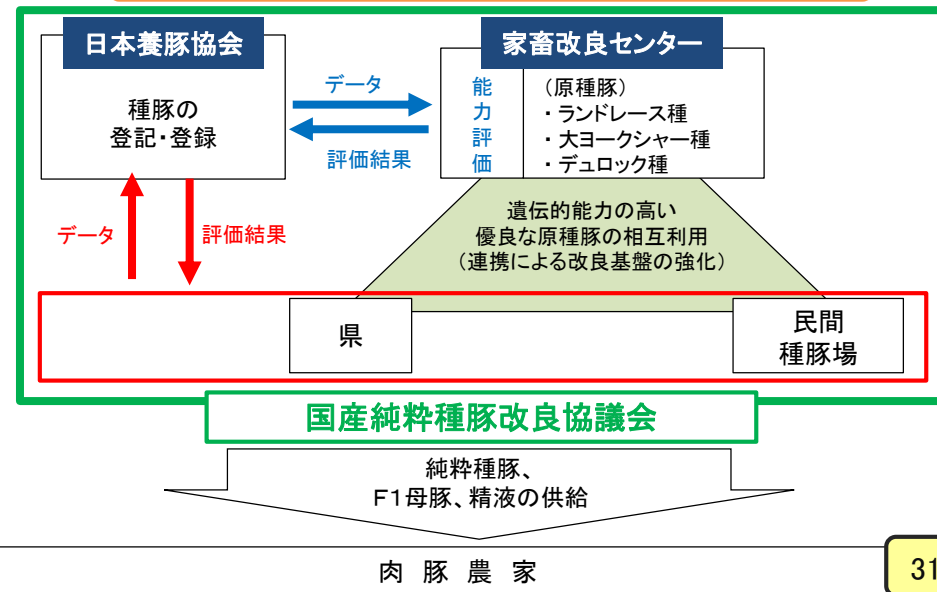 日本養豚協会
種豚の
登記・登録
データ
評価結果
家畜改良センター
能力評価
(原種豚)
・ランドレース種
・大ヨークシャー種
・デュロック種
遺伝的能力の高い
優良な原種豚の相互利用
(連携による改良基盤の強化)
データ
評価結果
県
民間
種豚場
国産純粋種豚改良協議会
純粋種豚、
F1母豚、精液の供給
肉豚農家
31